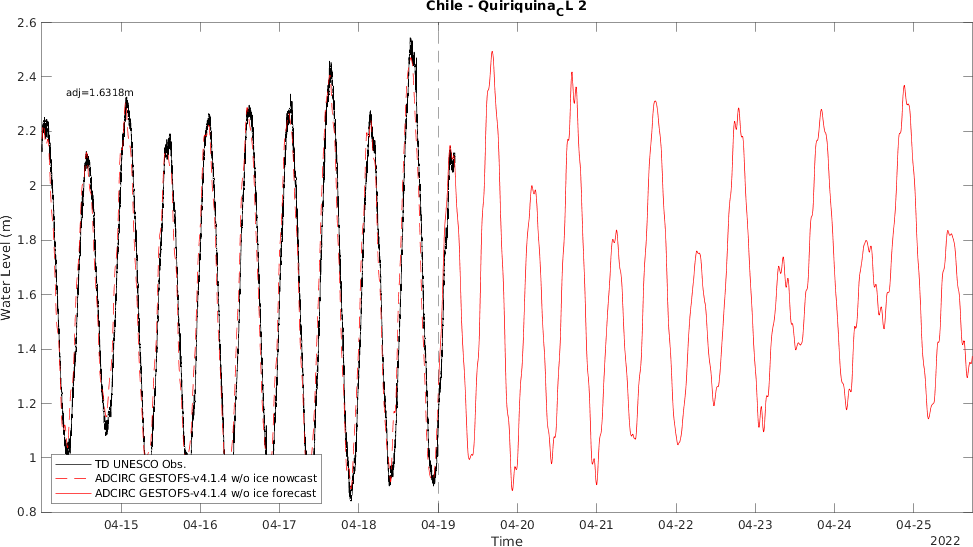 Chile - Quiriquina_CL 2
adj=1.6318m
Water Level (m)
2.6
2.4
2.2
2
1.8
1.6
1.4
1.2
1
0.8
TD UNESCO Obs.
ADCIRC GESTOFS-v4.1.4 w/o ice nowcast
ADCIRC GESTOFS-v4.1.4 w/o ice forecast
04-15 04-16 04-17 04-18 04-19 04-20 04-21 04-22 04-23 04-24 04-25
Time
2022